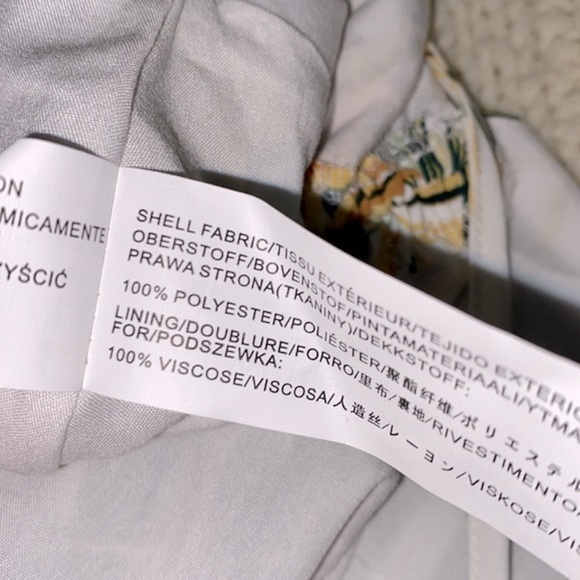 ON
MICAMENTE
ZYŚCIĆ
SHELL FABRIC/TISSU EXTÉRIEUR/TEJIDO EXTERIO
OBERSTOFF/BOVENSTOF/PINTAMATERIAALI/YTMA
PRAWA STRONA(TKANINY)/DEKKSTOFF:
100% POLYESTER/POLIÉSTER/聚酯纤维/ポリエステル
LINING/DOUBLURE/FORRO/里布/裏地/RIVESTIMENTO/
FOR/PODSZEWKA:
100% VISCOSE/VISCOSA/人造丝/レーヨン/VISKOSE/VIS